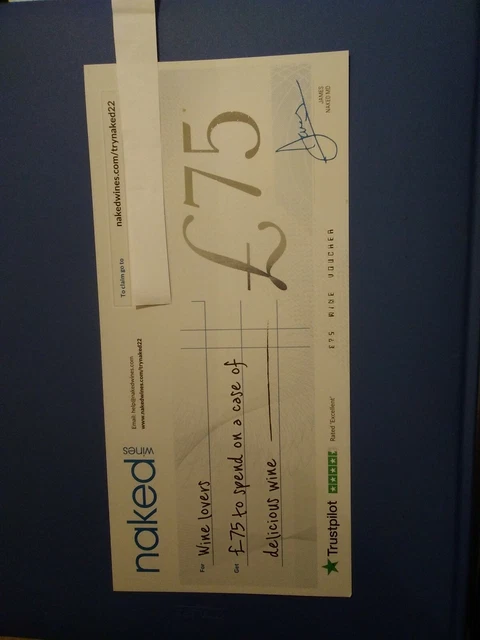 naked
wines
Email: help@nakedwines.com
www.nakedwines.com/trynaked22
To claim go to
nakedwines.com/trynaked22
For Wine lovers
Get £75 to spend on a case of
delicious wine
£75
James
JAMES
NAKED MD
Trustpilot
Rated 'Excellent'
£75 WINE VOUCHER